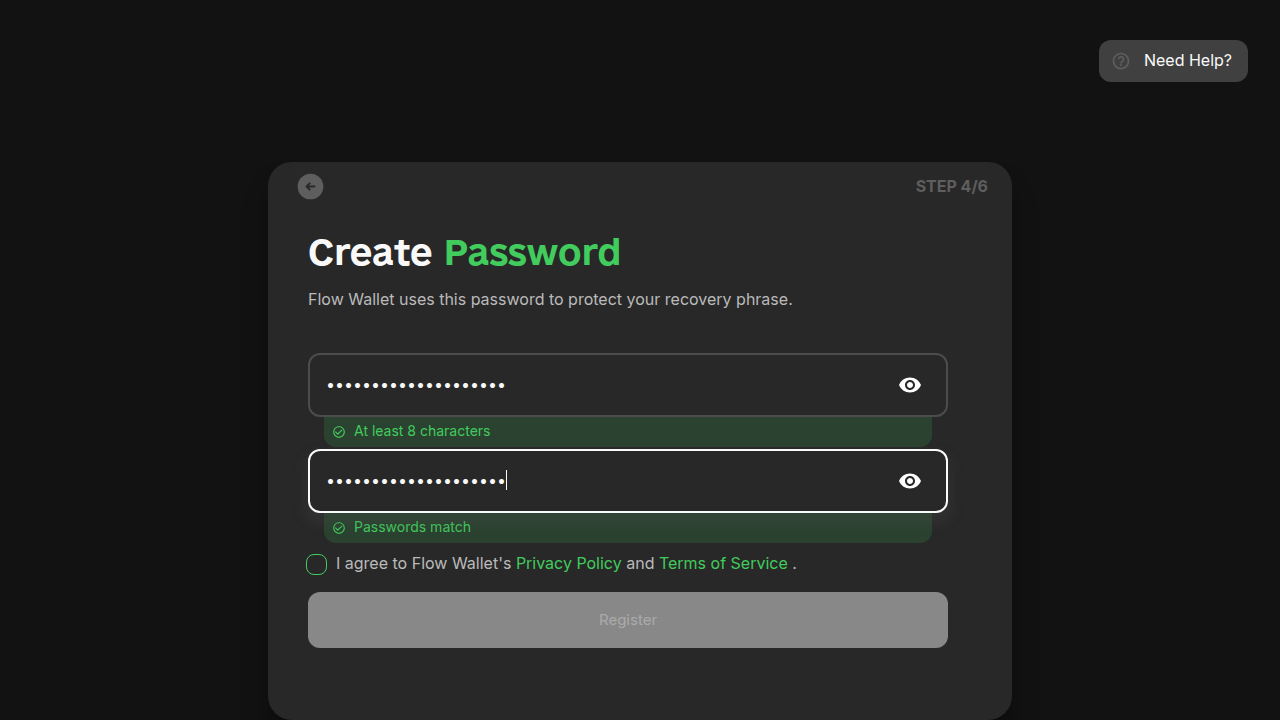 Need Help?
STEP 4/6
Create Password
Flow Wallet uses this password to protect your recovery phrase.
••••••••••••••••••••
At least 8 characters
••••••••••••••••••••
Passwords match
I agree to Flow Wallet's Privacy Policy and Terms of Service .
Register